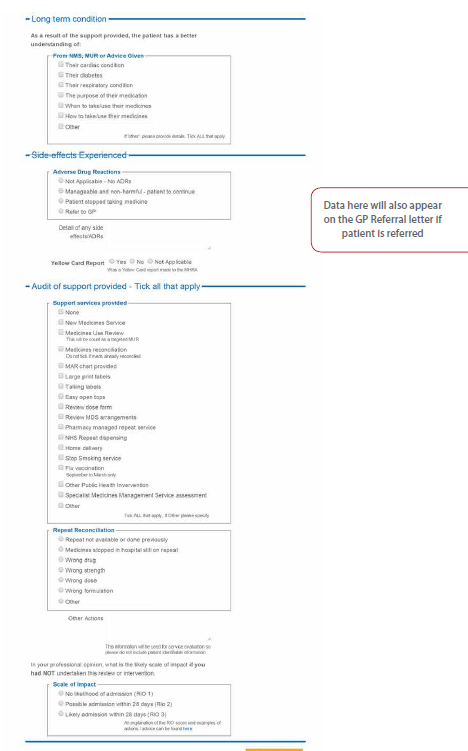 Long term condition
As a result of the support provided, the patient has a better
understanding of:
From NMS, MUR or Advice Given
Their cardiac condition
Their diabetes
Their respiratory condition
The purpose of their medication
When to take/use their medicines
How to take/use their medicines
Other
If 'other' please provide details. Tick ALL that apply
Side-effects Experienced
Adverse Drug Reactions
Not Applicable - No ADRs
Manageable and non-harmful - patient to continue
Patient stopped taking medicine
Refer to GP
Data here will also appear
on the GP Referral letter if
patient is referred
Detail of any side
effects/ADRs
Yellow Card Report Yes No Not Applicable
Was a Yellow Card report made to the MHRA
Audit of support provided - Tick all that apply
Support services provided
None
New Medicines Service
Medicines Use Review
This will be count as a targeted MUR
Medicines reconciliation
Do not tick if meds already reconciled
MAR chart provided
Large print labels
Talking labels
Easy open tops
Review dose form
Review MDS arrangements
Pharmacy managed repeat service
NHS Repeat dispensing
Home delivery
Stop Smoking service
Flu vaccination
September to March only
Other Public Health Invervention
Specialist Medicines Management Service assessment
Other
Tick ALL that apply, if Other please specify
Repeat Reconciliation
Repeat not available or done previously
Medicines stopped in hospital still on repeat
Wrong drug
Wrong strength
Wrong dose
Wrong formulation
Other
Other Actions
This information will be used for service evaluation so
please do not include patient identifiable information
In your professional opinion, what is the likely scale of impact if you
had NOT undertaken this review or intervention.
Scale of Impact
No likelihood of admission (RiO 1)
Possible admission within 28 days (RiO 2)
Likely admission within 28 days (RiO 3)
An explanation of the RiO score and examples of
actions / advice can be found here